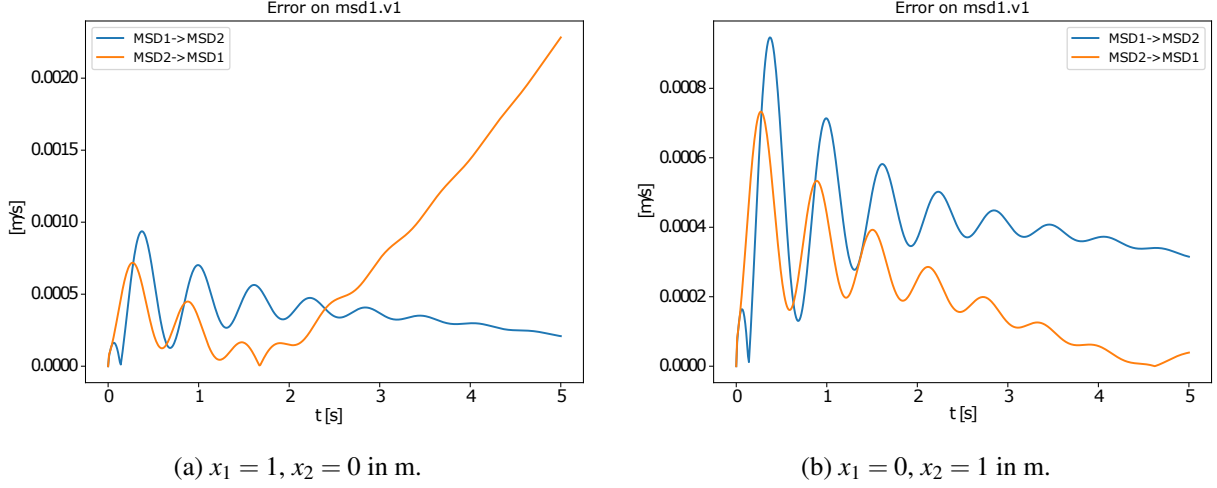 Error on msd1.v1
MSD1->MSD2
MSD2->MSD1
0.0020
0.0015
0.0010
0.0005
0.0000
[m/s]
0 1 2 3 4 5
t [s]
(a) x₁ = 1, x₂ = 0 in m.
Error on msd1.v1
MSD1->MSD2
MSD2->MSD1
0.0008
0.0006
0.0004
0.0002
0.0000
[m/s]
0 1 2 3 4 5
t [s]
(b) x₁ = 0, x₂ = 1 in m.